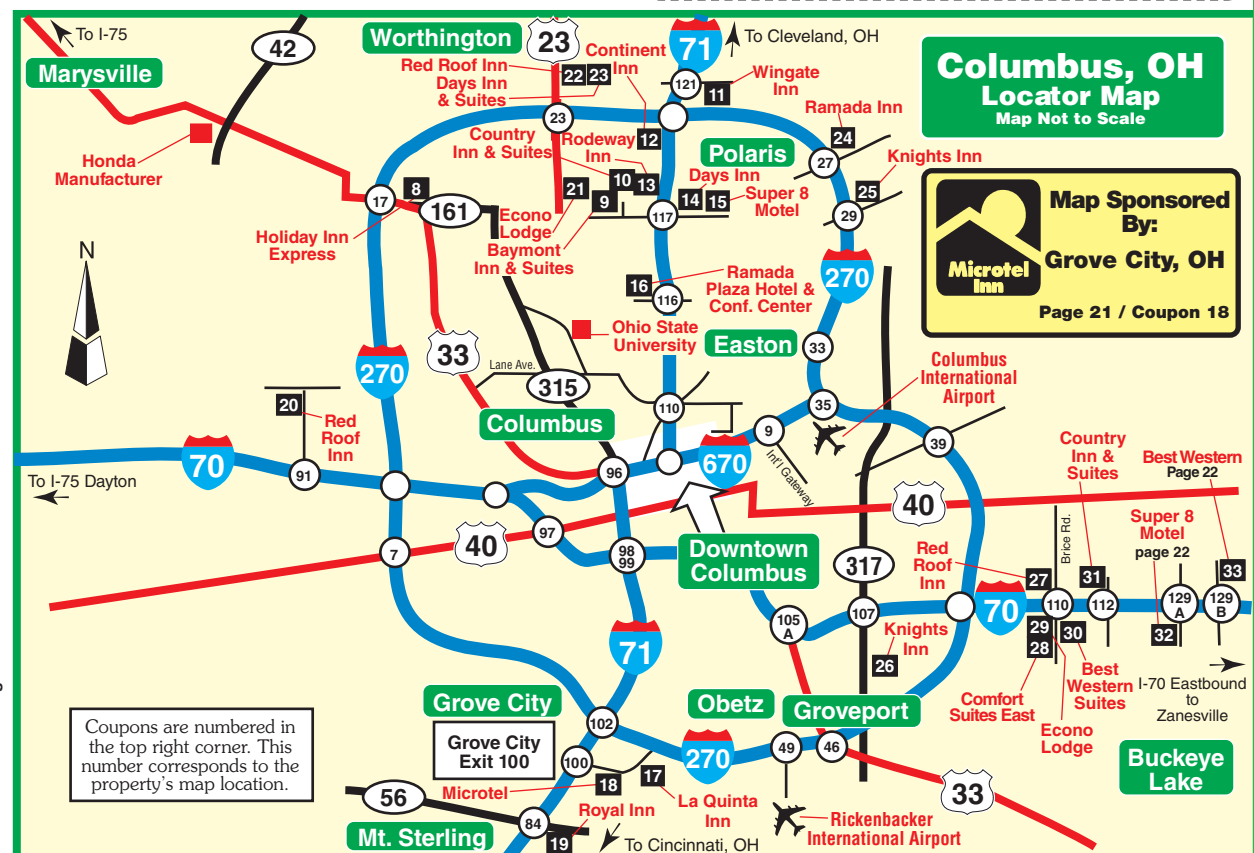 To I-75
42
Worthington
23
Continent
Inn
71
To Cleveland, OH
Columbus, OH
Locator Map
Map Not to Scale
Marysville
Red Roof Inn
22
23
Days Inn
& Suites
121
11
Wingate
Inn
Ramada Inn
24
Honda
Manufacturer
23
Country
Inn & Suites
Rodeway
Inn
12
Polaris
27
Knights Inn
25
17
8
161
Holiday Inn
Express
Econo
Lodge
21
Baymont
Inn & Suites
9
10
13
117
Days Inn
14
15
Super 8
Motel
29
Microtel
Inn
Map Sponsored
By:
Grove City, OH
Page 21 / Coupon 18
N
16
116
Ramada
Plaza Hotel &
Conf. Center
270
Ohio State
University
Easton
33
33
270
Lane Ave.
315
Columbus
International
Airport
20
Red
Roof
Inn
Columbus
110
35
9
Int'l Gateway
39
70
To I-75 Dayton
91
96
670
Country
Inn &
Suites
Best Western
Page 22
40
40
97
7
98
99
Downtown
Columbus
317
Brice Rd.
Super 8
Motel
page 22
Red
Roof
Inn
27
31
33
105
A
107
70
110
112
129
A
129
B
71
Knights
Inn
26
29
28
30
32
Comfort
Suites East
Best
Western
Suites
Econo
Lodge
I-70 Eastbound
to
Zanesville
Grove City
102
Obetz
Groveport
Coupons are numbered in
the top right corner. This
number corresponds to the
property's map location.
Grove City
Exit 100
100
270
49
46
Buckeye
Lake
Microtel
18
17
La Quinta
Inn
33
56
Royal Inn
84
19
Mt. Sterling
To Cincinnati, OH
Rickenbacker
International Airport